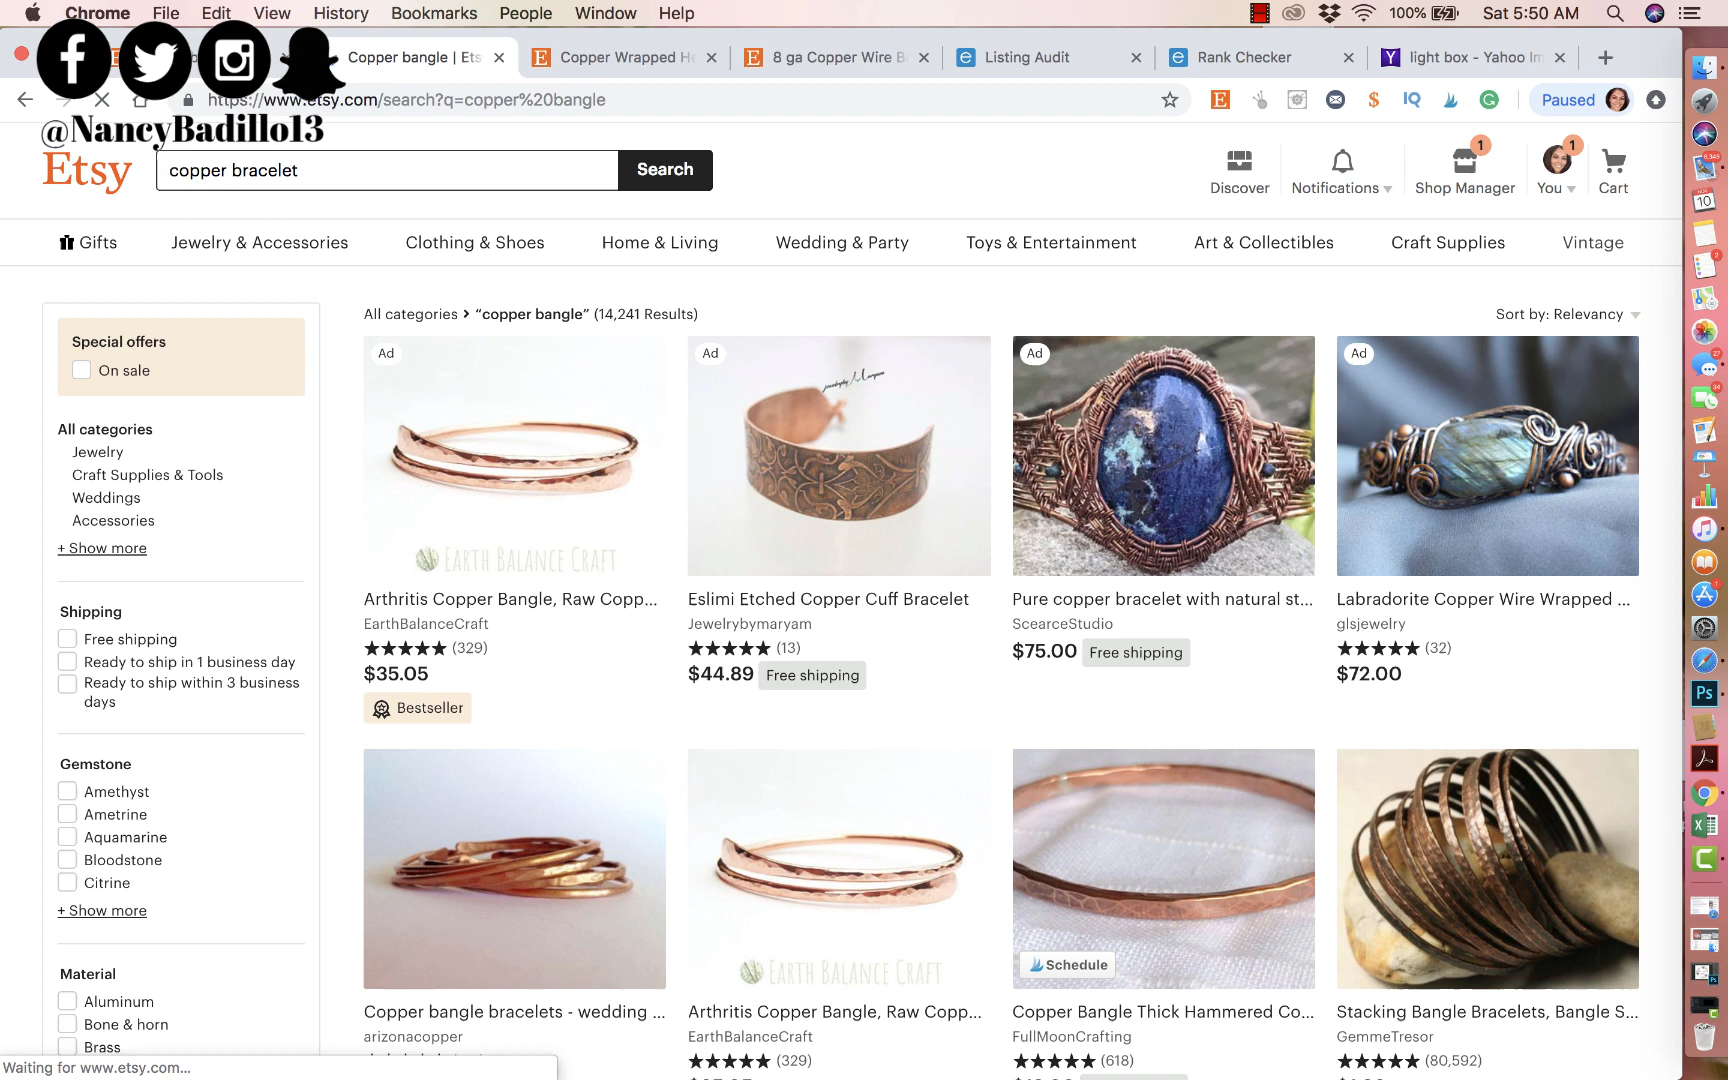 Chrome File Edit View History Bookmarks People Window Help
100% Sat 5:50 AM
Copper bangle | Ets
Copper Wrapped He
8 ga Copper Wire B
Listing Audit
Rank Checker
light box - Yahoo Im
https://www.etsy.com/search?q=copper%20bangle
IQ
Paused
@NancyBadillo13
Etsy
copper bracelet
Search
Discover
Notifications
1
Shop Manager
1
You
Cart
Gifts
Jewelry & Accessories
Clothing & Shoes
Home & Living
Wedding & Party
Toys & Entertainment
Art & Collectibles
Craft Supplies
Vintage
Special offers
On sale
All categories
Jewelry
Craft Supplies & Tools
Weddings
Accessories
+ Show more
Shipping
Free shipping
Ready to ship in 1 business day
Ready to ship within 3 business
days
Gemstone
Amethyst
Ametrine
Aquamarine
Bloodstone
Citrine
+ Show more
Material
Aluminum
Bone & horn
Brass
All categories > “copper bangle” (14,241 Results)
Sort by: Relevancy
Ad
EARTH BALANCE CRAFT
Arthritis Copper Bangle, Raw Copp...
EarthBalanceCraft
(329)
$35.05
Bestseller
Ad
Eslimi Etched Copper Cuff Bracelet
Jewelrybymaryam
(13)
$44.89 Free shipping
Ad
Pure copper bracelet with natural st...
ScearceStudio
$75.00 Free shipping
Ad
Labradorite Copper Wire Wrapped ...
glsjewelry
(32)
$72.00
Copper bangle bracelets - wedding ...
arizonacopper
EARTH BALANCE CRAFT
Arthritis Copper Bangle, Raw Copp...
EarthBalanceCraft
(329)
Schedule
Copper Bangle Thick Hammered Co...
FullMoonCrafting
(618)
Stacking Bangle Bracelets, Bangle S...
GemmeTresor
(80,592)
Waiting for www.etsy.com...